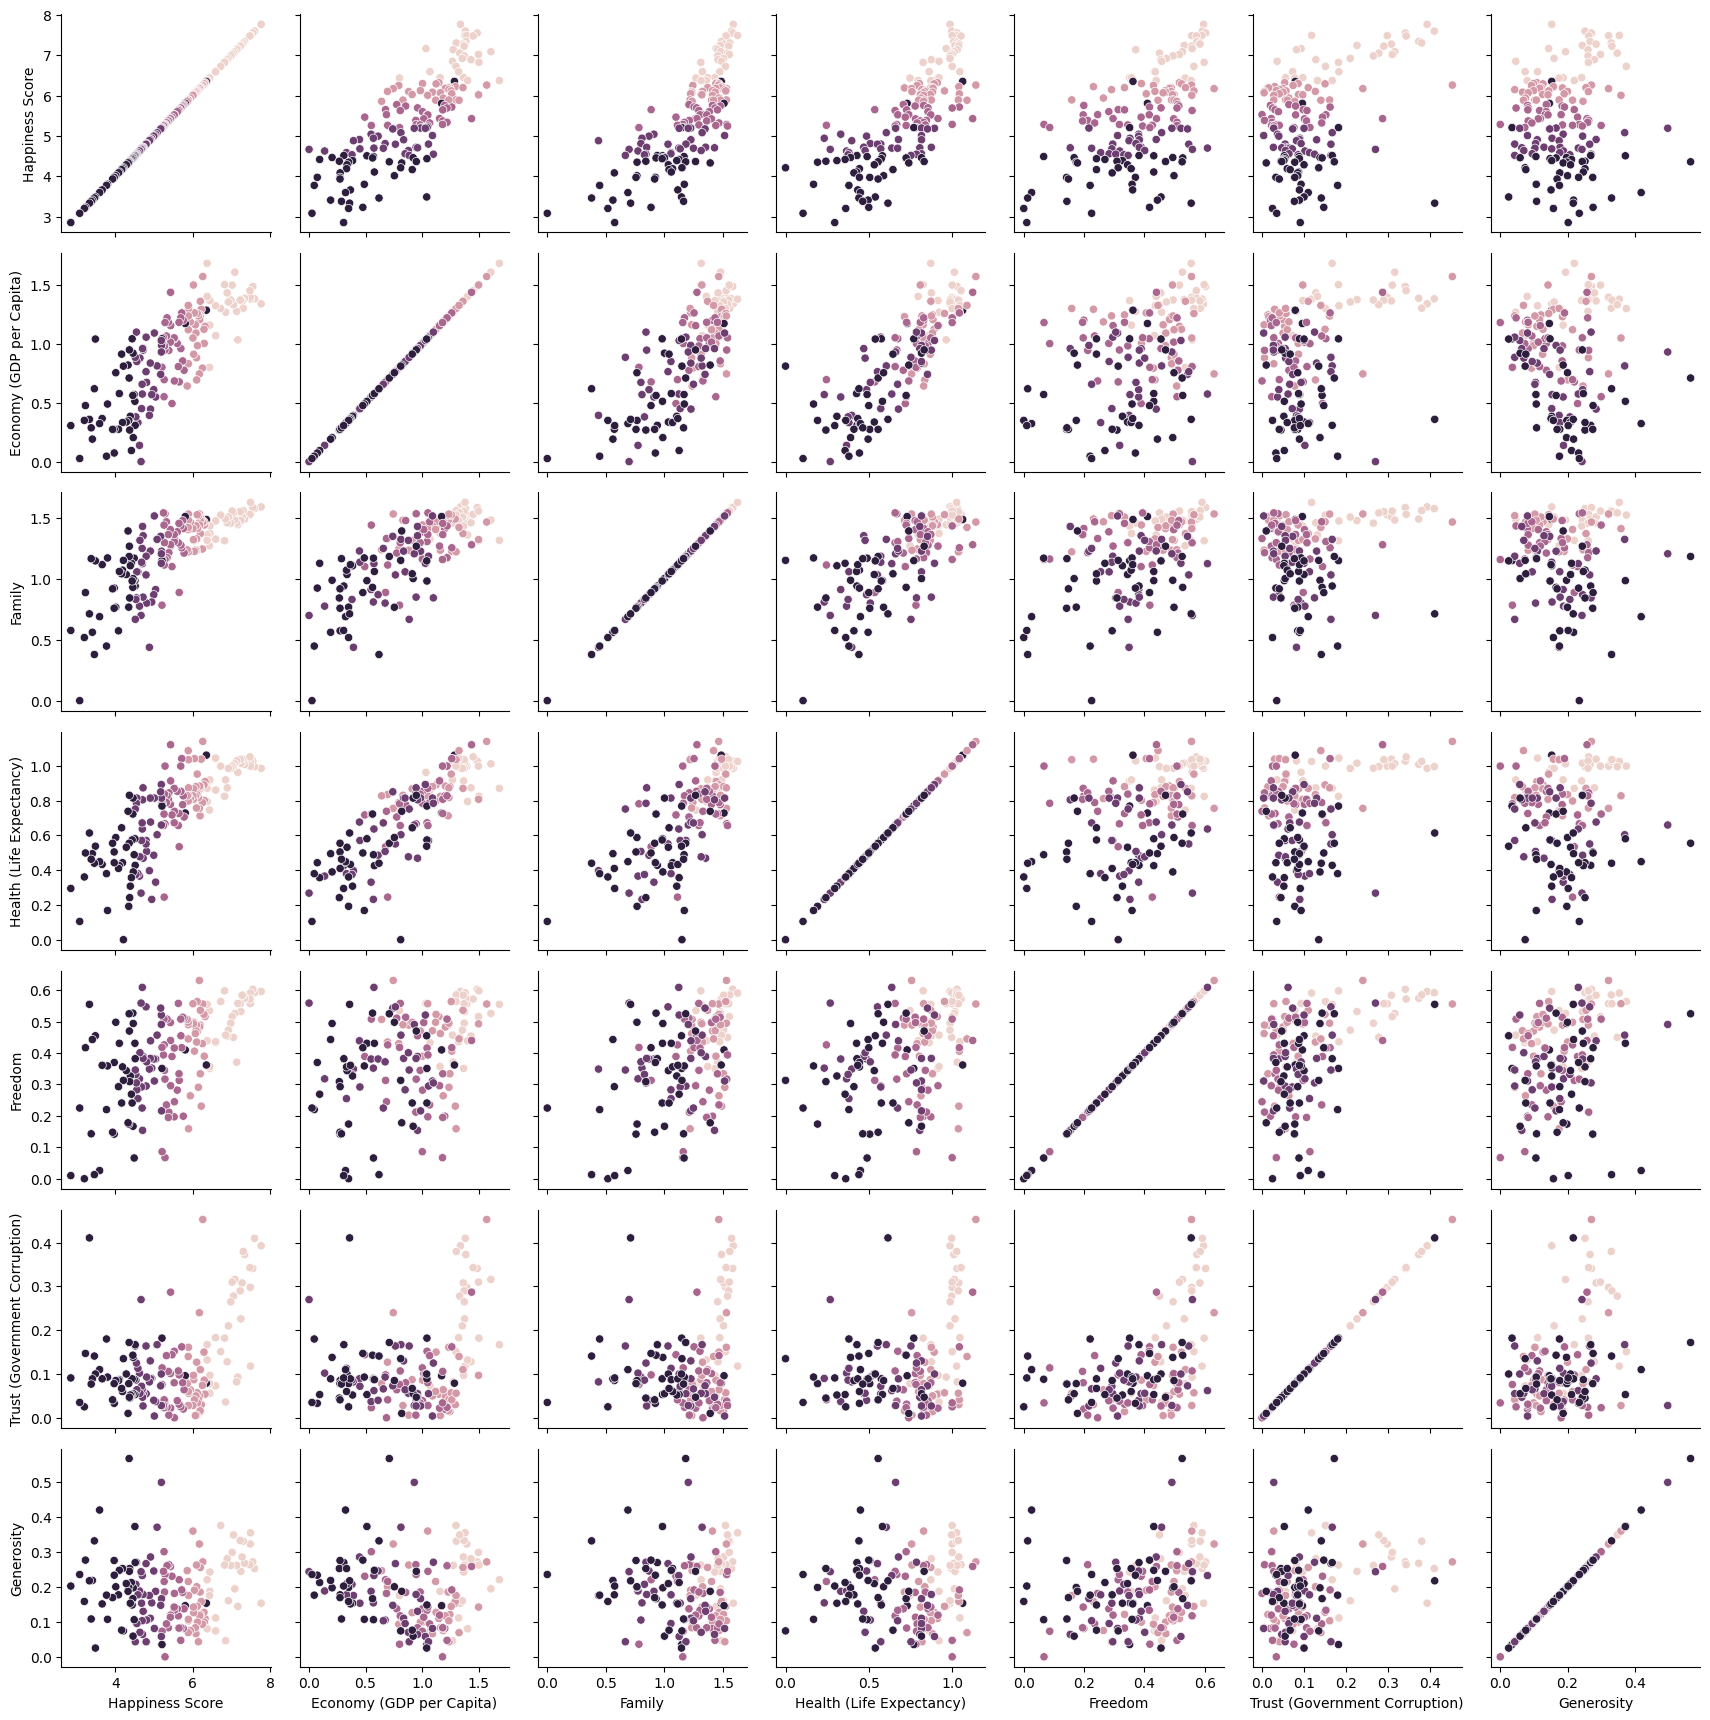 8
7
6
5
4
3
Happiness Score
1.5
1.0
0.5
0.0
Economy (GDP per Capita)
1.5
1.0
0.5
0.0
Family
1.0
0.8
0.6
0.4
0.2
0.0
Health (Life Expectancy)
0.6
0.5
0.4
0.3
0.2
0.1
0.0
Freedom
0.4
0.3
0.2
0.1
0.0
Trust (Government Corruption)
0.5
0.4
0.3
0.2
0.1
0.0
Generosity
4 6 8
0.0 0.5 1.0 1.5
0.0 0.5 1.0 1.5
0.0 0.5 1.0
0.0 0.2 0.4 0.6
0.0 0.1 0.2 0.3 0.4
0.0 0.2 0.4
Happiness Score
Economy (GDP per Capita)
Family
Health (Life Expectancy)
Freedom
Trust (Government Corruption)
Generosity